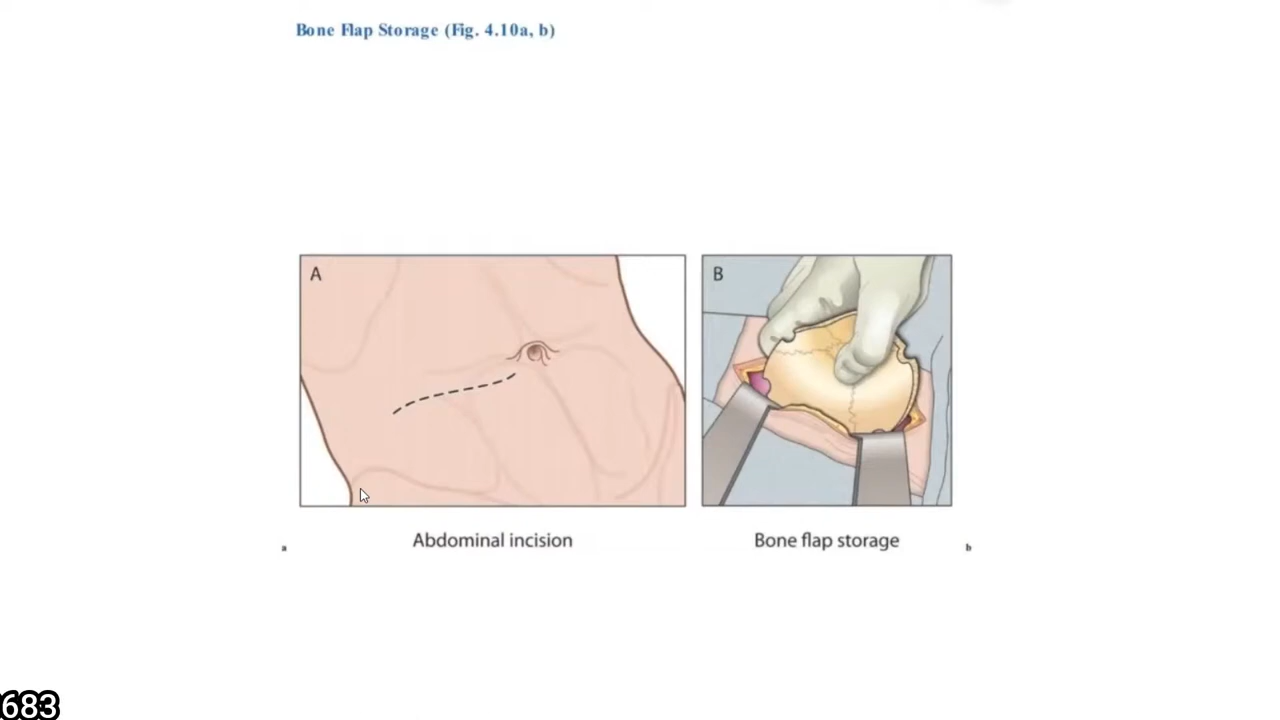 Bone Flap Storage (Fig. 4.10a, b)
A
B
Abdominal incision
Bone flap storage
a
b
683